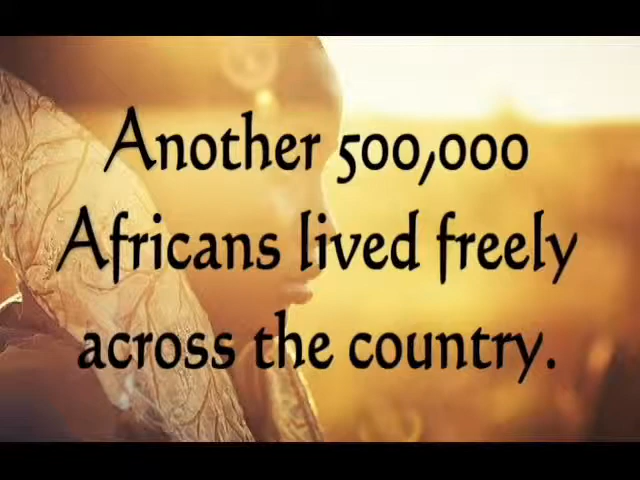 Another 500,000
Africans lived freely
across the country.